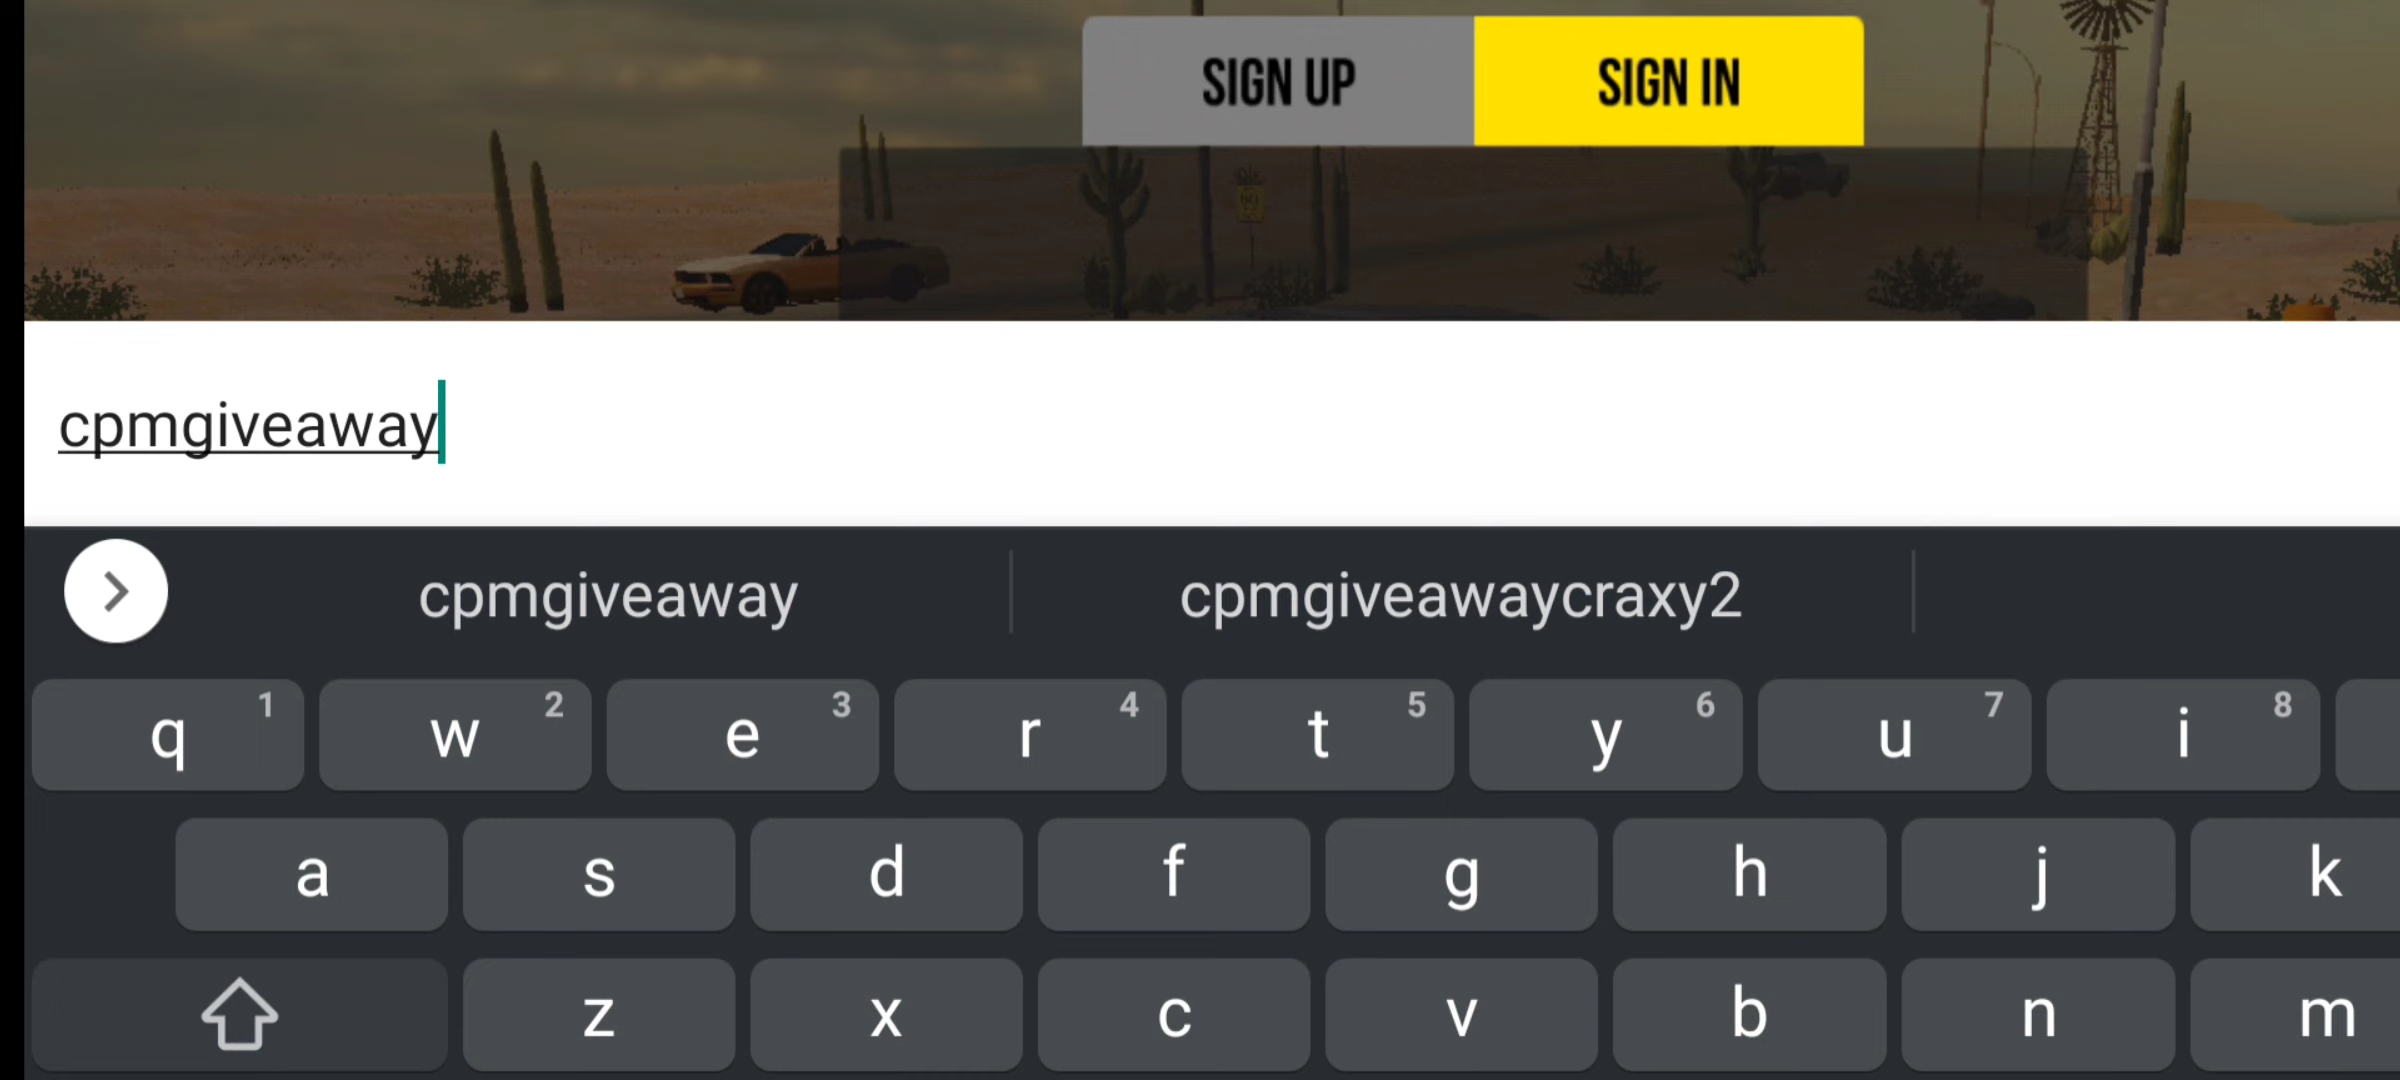 SIGN UP SIGN IN
cpmgiveaway
cpmgiveaway cpmgiveawaycraxy2
q 1 w 2 e 3 r 4 t 5 y 6 u 7 i 8
a s d f g h j k
z x c v b n m